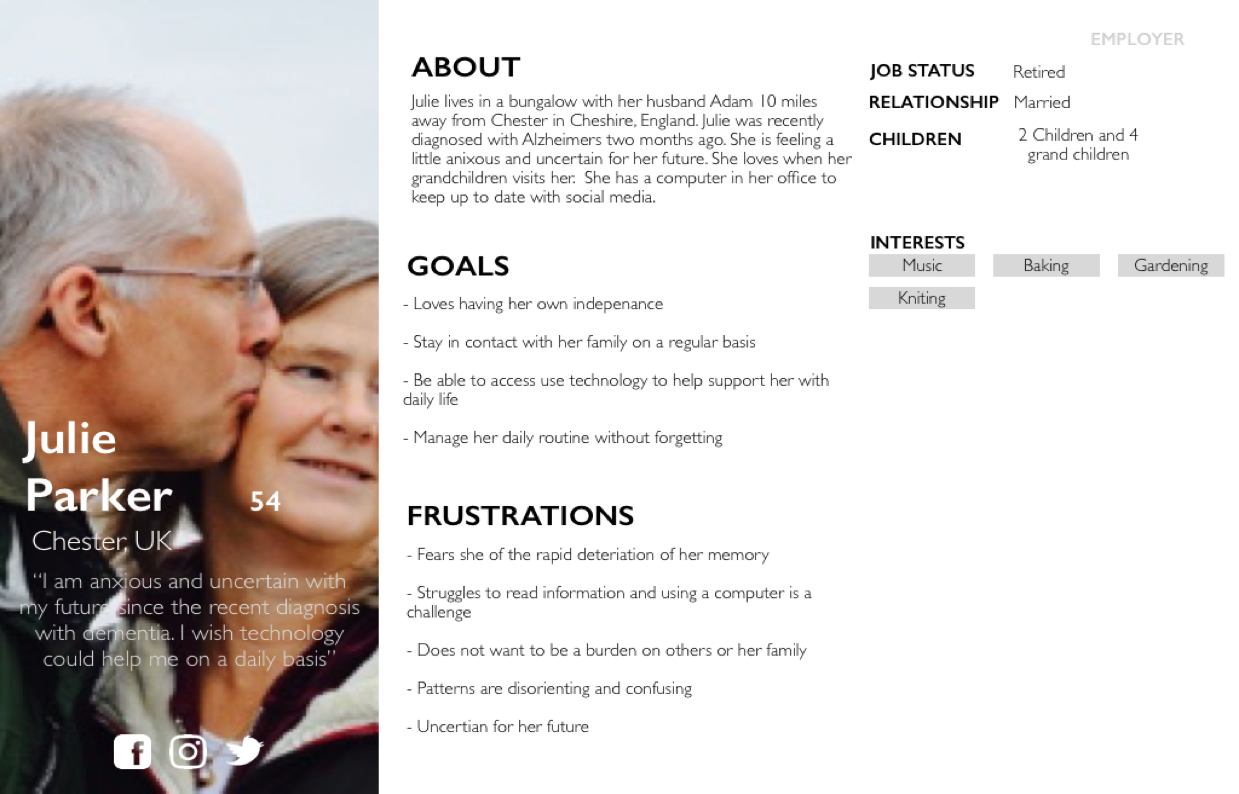 Julie
Parker 54
Chester, UK
“I am anxious and uncertain with
my future since the recent diagnosis
with dementia. I wish technology
could help me on a daily basis”
ABOUT
Julie lives in a bungalow with her husband Adam 10 miles
away from Chester in Cheshire, England. Julie was recently
diagnosed with Alzheimers two months ago. She is feeling a
little anixous and uncertain for her future. She loves when her
grandchildren visits her.  She has a computer in her office to
keep up to date with social media.
GOALS
- Loves having her own indepenance
- Stay in contact with her family on a regular basis
- Be able to access use technology to help support her with
daily life
- Manage her daily routine without forgetting
FRUSTRATIONS
- Fears she of the rapid deteriation of her memory
- Struggles to read information and using a computer is a
challenge
- Does not want to be a burden on others or her family
- Patterns are disorienting and confusing
- Uncertian for her future
EMPLOYER
JOB STATUS Retired
RELATIONSHIP Married
CHILDREN 2 Children and 4
grand children
INTERESTS
Music Baking Gardening
Kniting